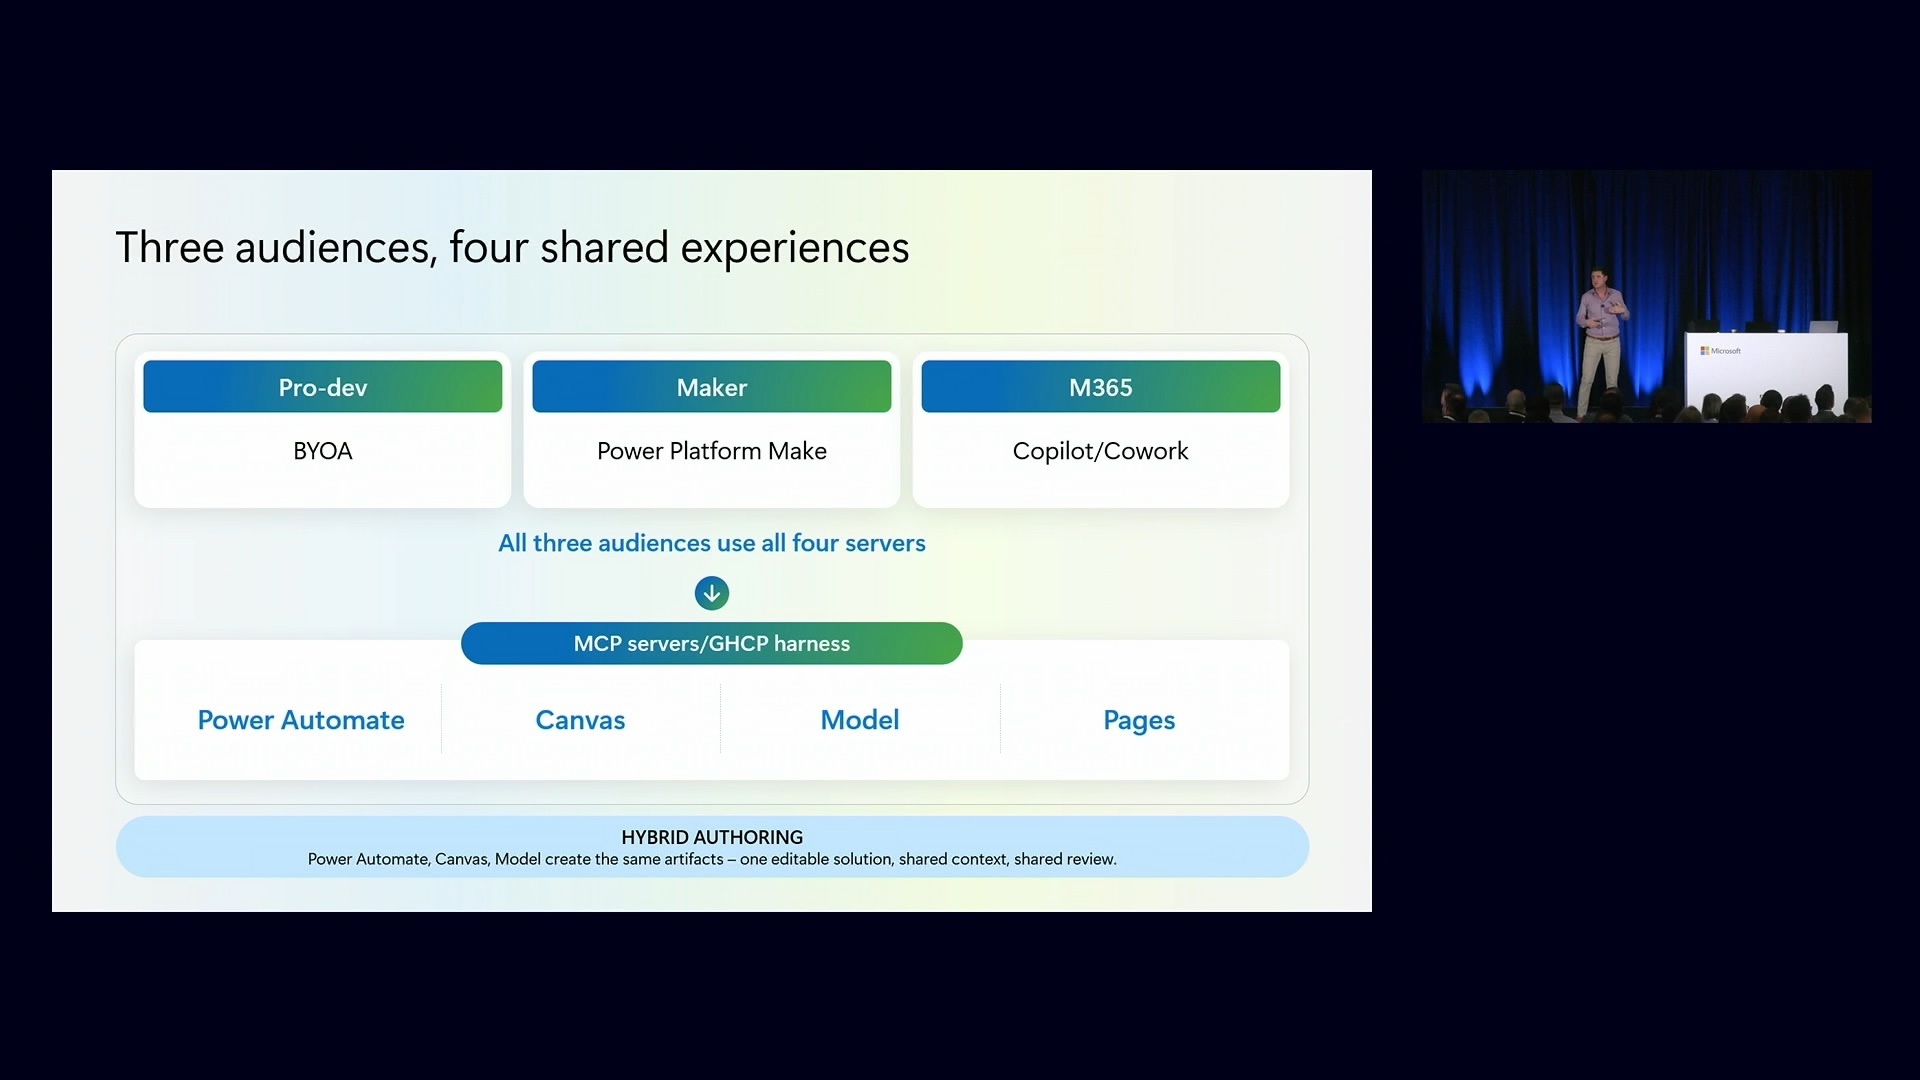 Three audiences, four shared experiences
Pro-dev
BYOA
Maker
Power Platform Make
M365
Copilot/Cowork
All three audiences use all four servers
MCP servers/GHCP harness
Power Automate
Canvas
Model
Pages
HYBRID AUTHORING
Power Automate, Canvas, Model create the same artifacts – one editable solution, shared context, shared review.
Microsoft